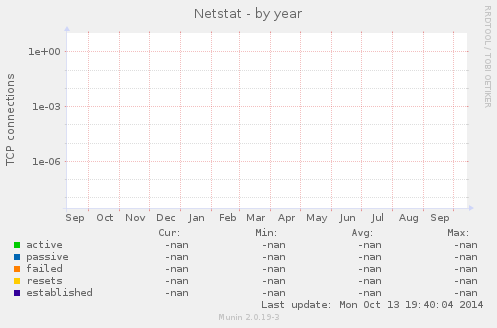 Netstat - by year
RRDTOOL / TOBI OETIKER
TCP connections
1e+00
1e-03
1e-06
Sep Oct Nov Dec Jan Feb Mar Apr May Jun Jul Aug Sep
Cur: Min: Avg: Max:
active -nan -nan -nan -nan
passive -nan -nan -nan -nan
failed -nan -nan -nan -nan
resets -nan -nan -nan -nan
established -nan -nan -nan -nan
Last update: Mon Oct 13 19:40:04 2014
Munin 2.0.19-3